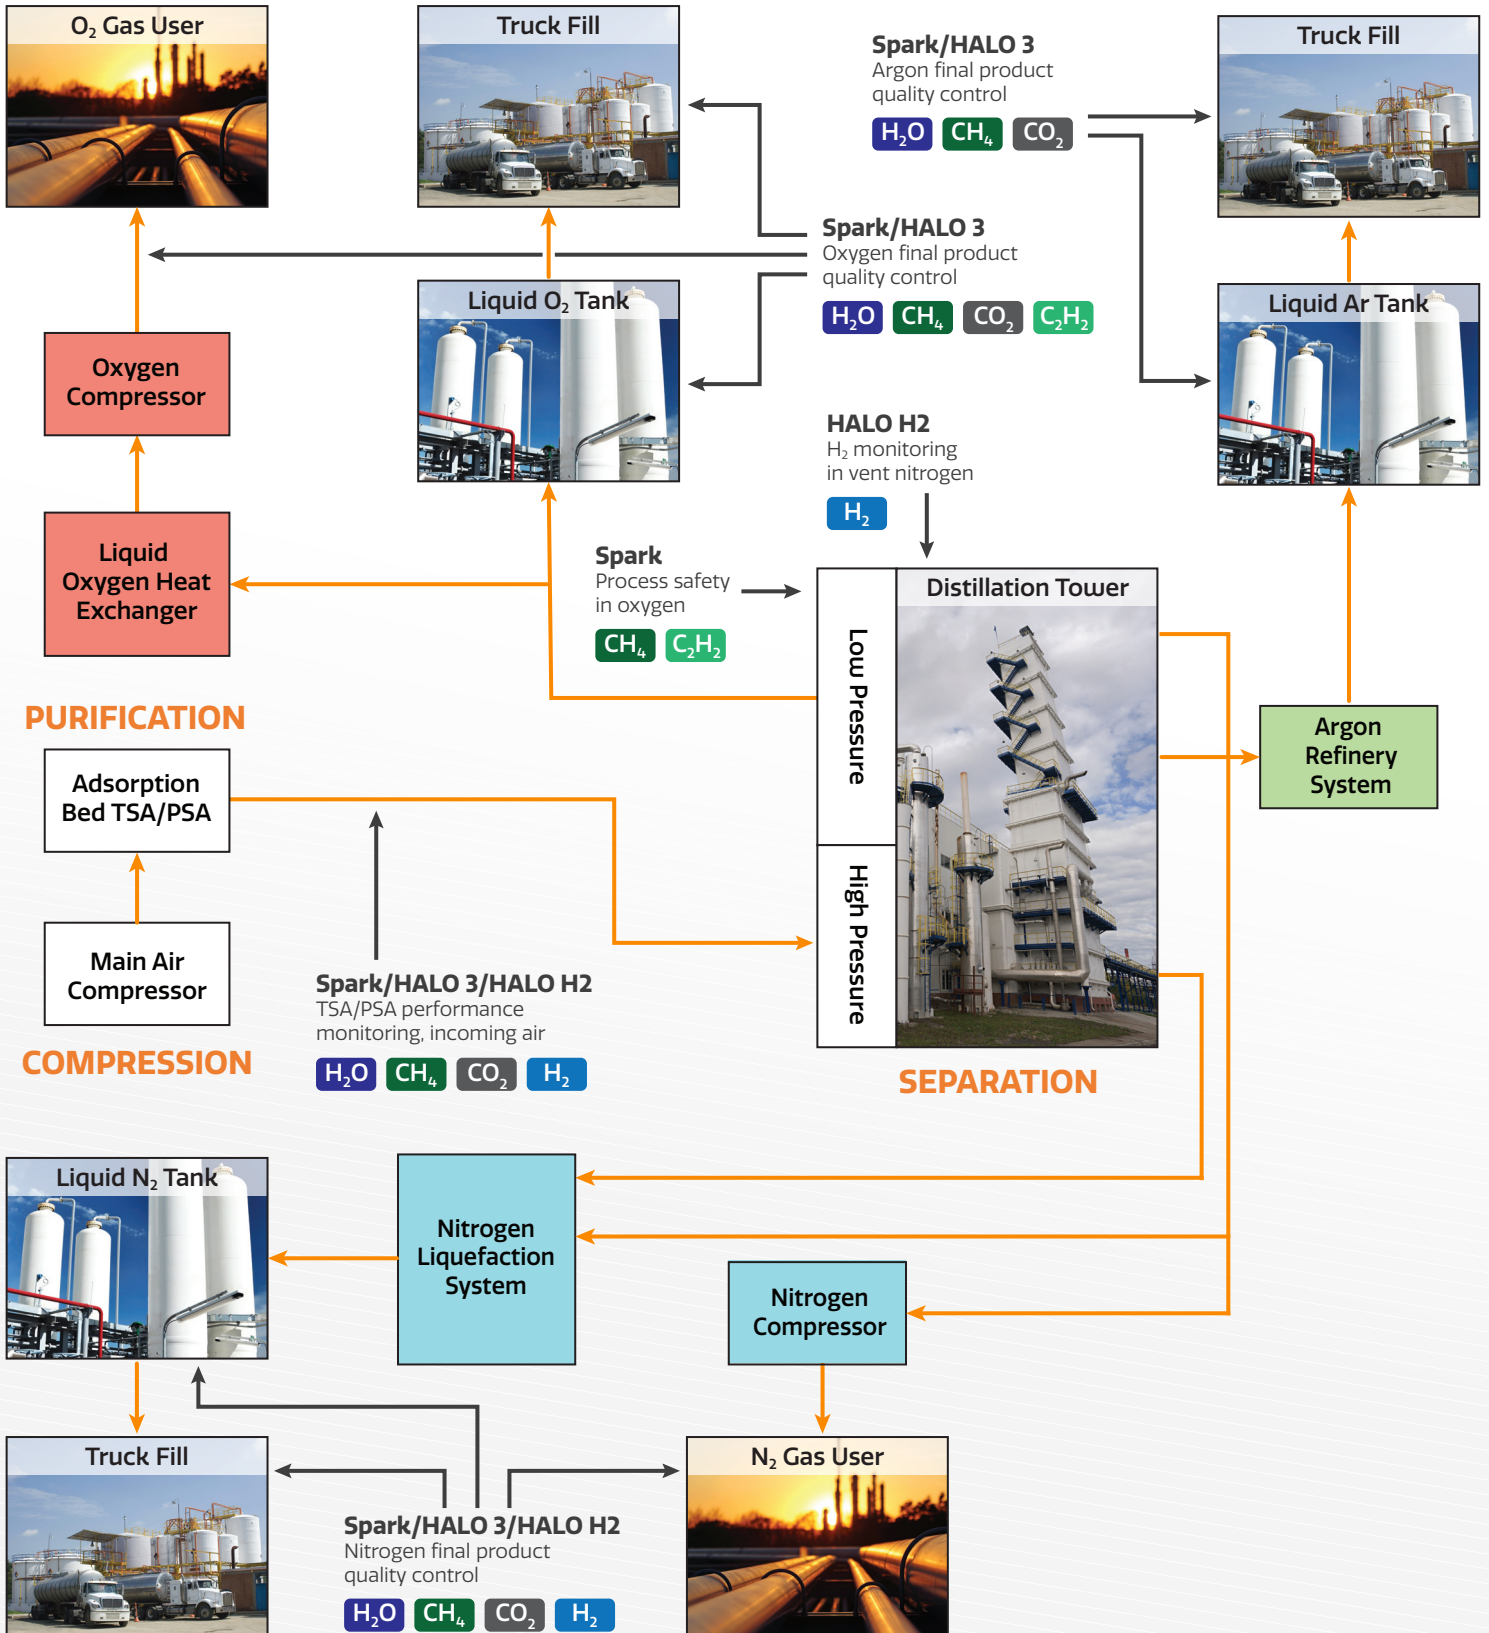 O₂ Gas User
Truck Fill
Spark/HALO 3
Argon final product
quality control
H₂O CH₄ CO₂
Truck Fill
Spark/HALO 3
Oxygen final product
quality control
H₂O CH₄ CO₂ C₂H₂
Liquid O₂ Tank
Liquid Ar Tank
Oxygen
Compressor
HALO H2
H₂ monitoring
in vent nitrogen
H₂
Liquid
Oxygen Heat
Exchanger
Spark
Process safety
in oxygen
CH₄ C₂H₂
Distillation Tower
Low Pressure
High Pressure
PURIFICATION
Adsorption
Bed TSA/PSA
Argon
Refinery
System
Main Air
Compressor
COMPRESSION
Spark/HALO 3/HALO H2
TSA/PSA performance
monitoring, incoming air
H₂O CH₄ CO₂ H₂
SEPARATION
Liquid N₂ Tank
Nitrogen
Liquefaction
System
Nitrogen
Compressor
Truck Fill
Spark/HALO 3/HALO H2
Nitrogen final product
quality control
H₂O CH₄ CO₂ H₂
N₂ Gas User